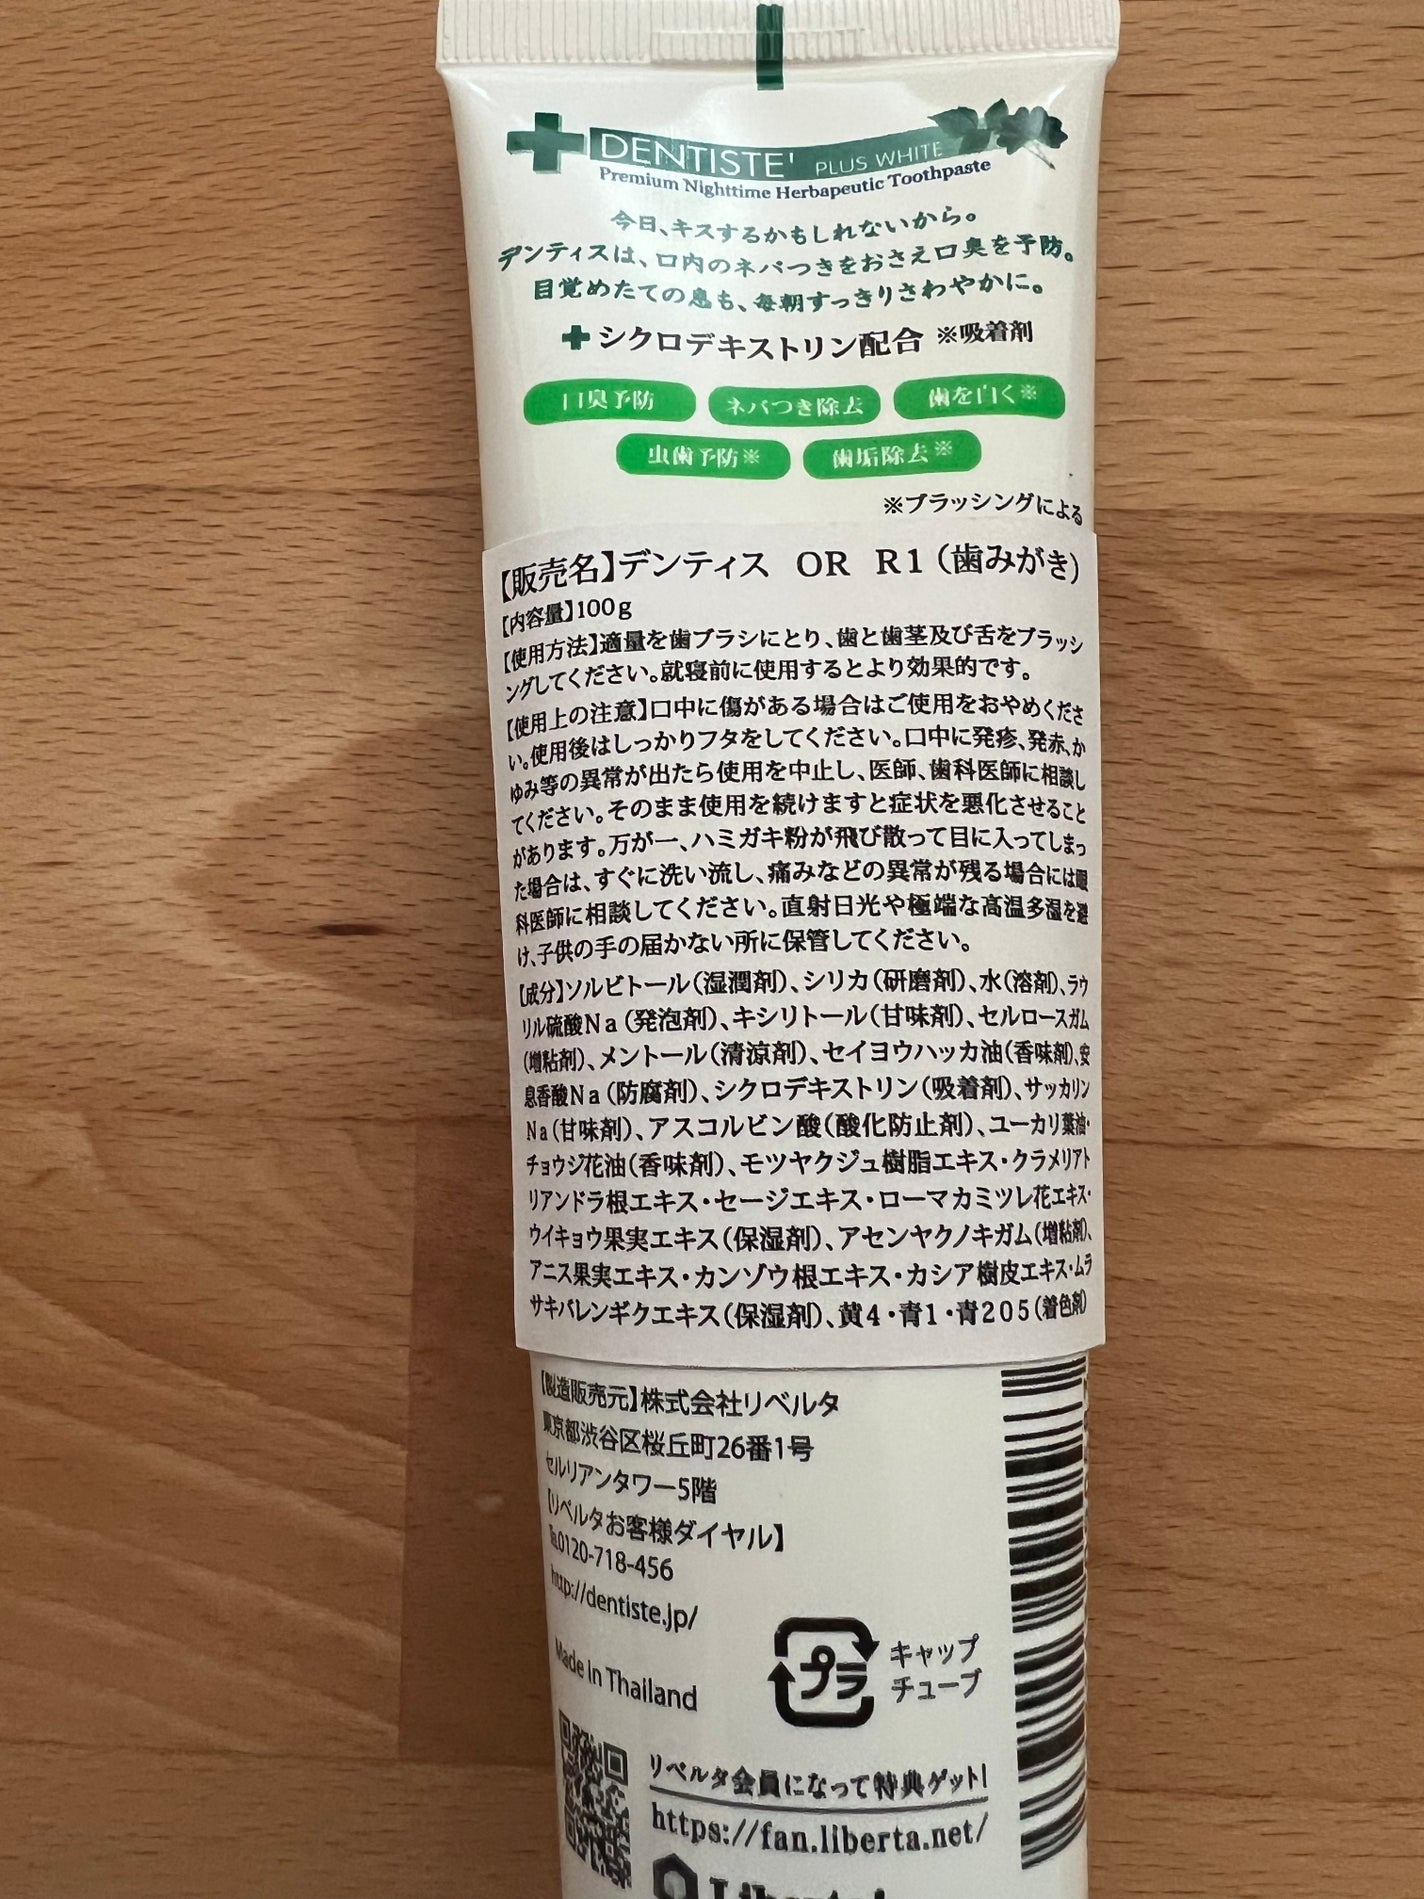 DENTISTE' PLUS WHITE
Premium Nighttime Herbapeutic Toothpaste
今日、キスするかもしれないから。
デンティスは、口内のネバつきをおさえ口臭を予防。
目覚めたての息も、毎朝すっきりさわやかに。
シクロデキストリン配合 ※吸着剤
口臭予防 ネバつき除去 歯を白く※
虫歯予防※ 歯垢除去※
※ブラッシングによる
【販売名】デンティス OR R1（歯みがき）
【内容量】100g
【使用方法】適量を歯ブラシにとり、歯と歯茎及び舌をブラッシ
ングしてください。就寝前に使用するとより効果的です。
【使用上の注意】口中に傷がある場合はご使用をおやめくださ
い。使用後はしっかりフタをしてください。口中に発疹、発赤、か
ゆみ等の異常が出たら使用を中止し、医師、歯科医師に相談し
てください。そのまま使用を続けますと症状を悪化させること
があります。万が一、ハミガキ粉が飛び散って目に入ってしまっ
た場合は、すぐに洗い流し、痛みなどの異常が残る場合には眼
科医師に相談してください。直射日光や極端な高温多湿を避
け、子供の手の届かない所に保管してください。
【成分】ソルビトール（湿潤剤）、シリカ（研磨剤）、水（溶剤）、ラウ
リル硫酸Na（発泡剤）、キシリトール（甘味剤）、セルロースガム
（増粘剤）、メントール（清涼剤）、セイヨウハッカ油（香味剤）、安
息香酸Na（防腐剤）、シクロデキストリン（吸着剤）、サッカリン
Na（甘味剤）、アスコルビン酸（酸化防止剤）、ユーカリ葉油・
チョウジ花油（香味剤）、モツヤクジュ樹脂エキス・クラメリアト
リアンドラ根エキス・セージエキス・ローマカミツレ花エキス・
ウイキョウ果実エキス（保湿剤）、アセンヤクノキガム（増粘剤）、
アニス果実エキス・カンゾウ根エキス・カシア樹皮エキス・ムラ
サキバレンギクエキス（保湿剤）、黄4・青1・青205（着色剤）
【製造販売元】株式会社リベルタ
東京都渋谷区桜丘町26番1号
セルリアンタワー5階
【リベルタお客様ダイヤル】
℡0120-718-456
http://dentiste.jp/
Made In Thailand
プラ
キャップ
チューブ
リベルタ会員になって特典ゲット!
https://fan.liberta.net/